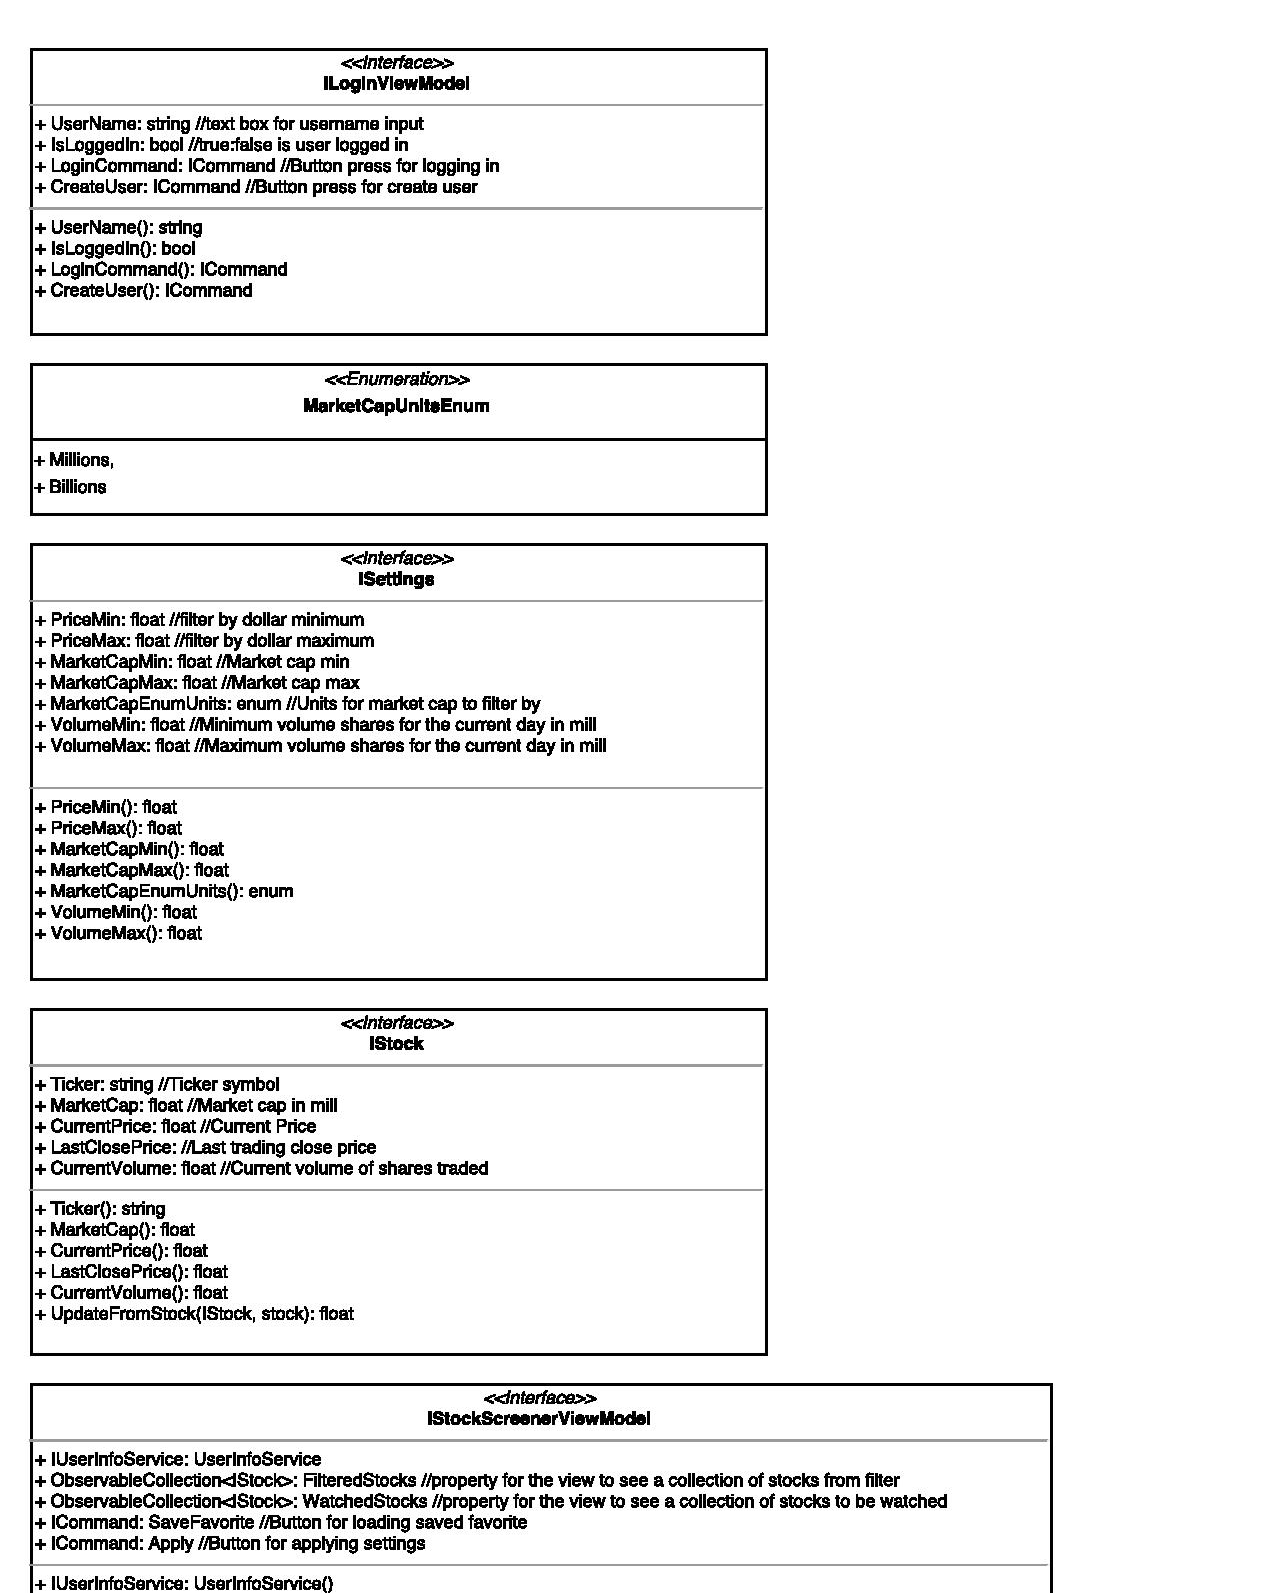 <<Interface>>
ILoginViewModel
+ UserName: string //text box for username input
+ IsLoggedIn: bool //true:false is user logged in
+ LoginCommand: ICommand //Button press for logging in
+ CreateUser: ICommand //Button press for create user
+ UserName(): string
+ IsLoggedIn(): bool
+ LoginCommand(): ICommand
+ CreateUser(): ICommand
<<Enumeration>>
MarketCapUnitsEnum
+ Millions,
+ Billions
<<Interface>>
ISettings
+ PriceMin: float //filter by dollar minimum
+ PriceMax: float //filter by dollar maximum
+ MarketCapMin: float //Market cap min
+ MarketCapMax: float //Market cap max
+ MarketCapEnumUnits: enum //Units for market cap to filter by
+ VolumeMin: float //Minimum volume shares for the current day in mill
+ VolumeMax: float //Maximum volume shares for the current day in mill
+ PriceMin(): float
+ PriceMax(): float
+ MarketCapMin(): float
+ MarketCapMax(): float
+ MarketCapEnumUnits(): enum
+ VolumeMin(): float
+ VolumeMax(): float
<<Interface>>
IStock
+ Ticker: string //Ticker symbol
+ MarketCap: float //Market cap in mill
+ CurrentPrice: float //Current Price
+ LastClosePrice: //Last trading close price
+ CurrentVolume: float //Current volume of shares traded
+ Ticker(): string
+ MarketCap(): float
+ CurrentPrice(): float
+ LastClosePrice(): float
+ CurrentVolume(): float
+ UpdateFromStock(IStock, stock): float
<<Interface>>
IStockScreenerViewModel
+ IUserInfoService: UserInfoService
+ ObservableCollection<IStock>: FilteredStocks //property for the view to see a collection of stocks from filter
+ ObservableCollection<IStock>: WatchedStocks //property for the view to see a collection of stocks to be watched
+ ICommand: SaveFavorite //Button for loading saved favorite
+ ICommand: Apply //Button for applying settings
+ IUserInfoService: UserInfoService()